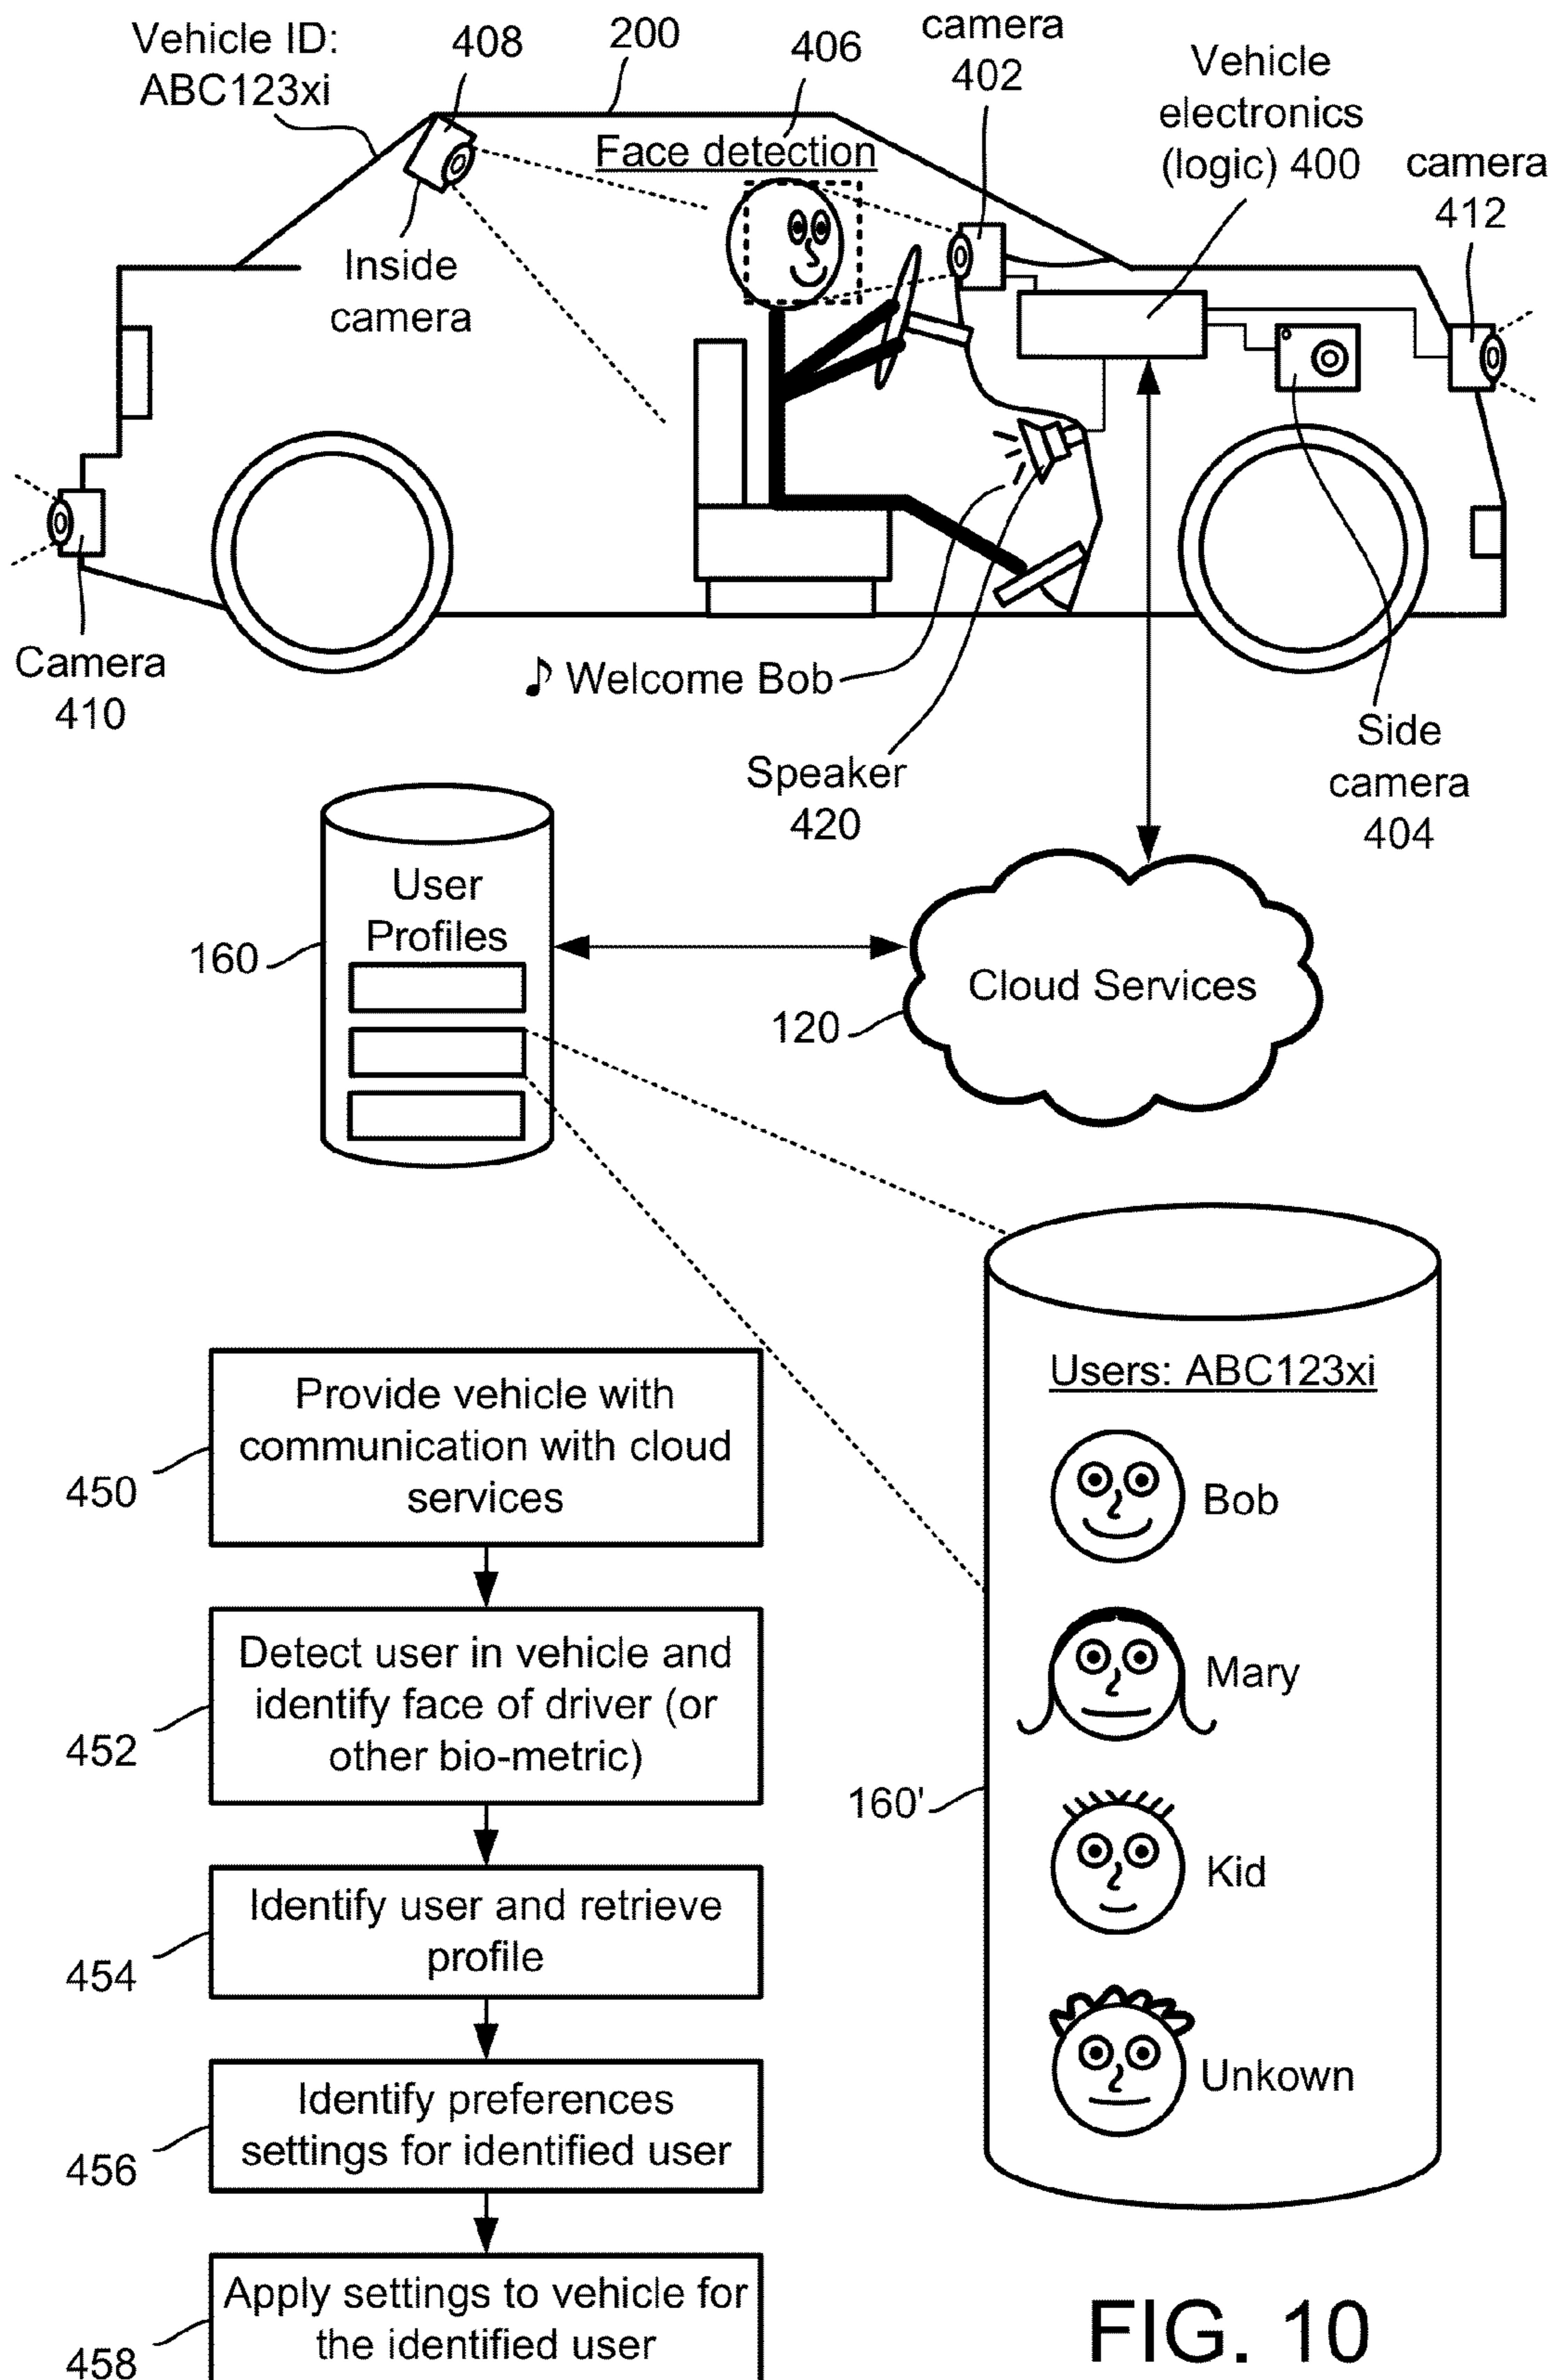 Vehicle ID:
ABC123xi
408
200
406
camera
402
Vehicle
electronics
(logic) 400
camera
412
Face detection
Inside
camera
Camera
410
♪ Welcome Bob
Speaker
420
Side
camera
404
User
Profiles
160
Cloud Services
120
Users: ABC123xi
Bob
Mary
Kid
Unkown
160'
Provide vehicle with
communication with cloud
services
450
Detect user in vehicle and
identify face of driver (or
other bio-metric)
452
Identify user and retrieve
profile
454
Identify preferences
settings for identified user
456
Apply settings to vehicle for
the identified user
458
FIG. 10